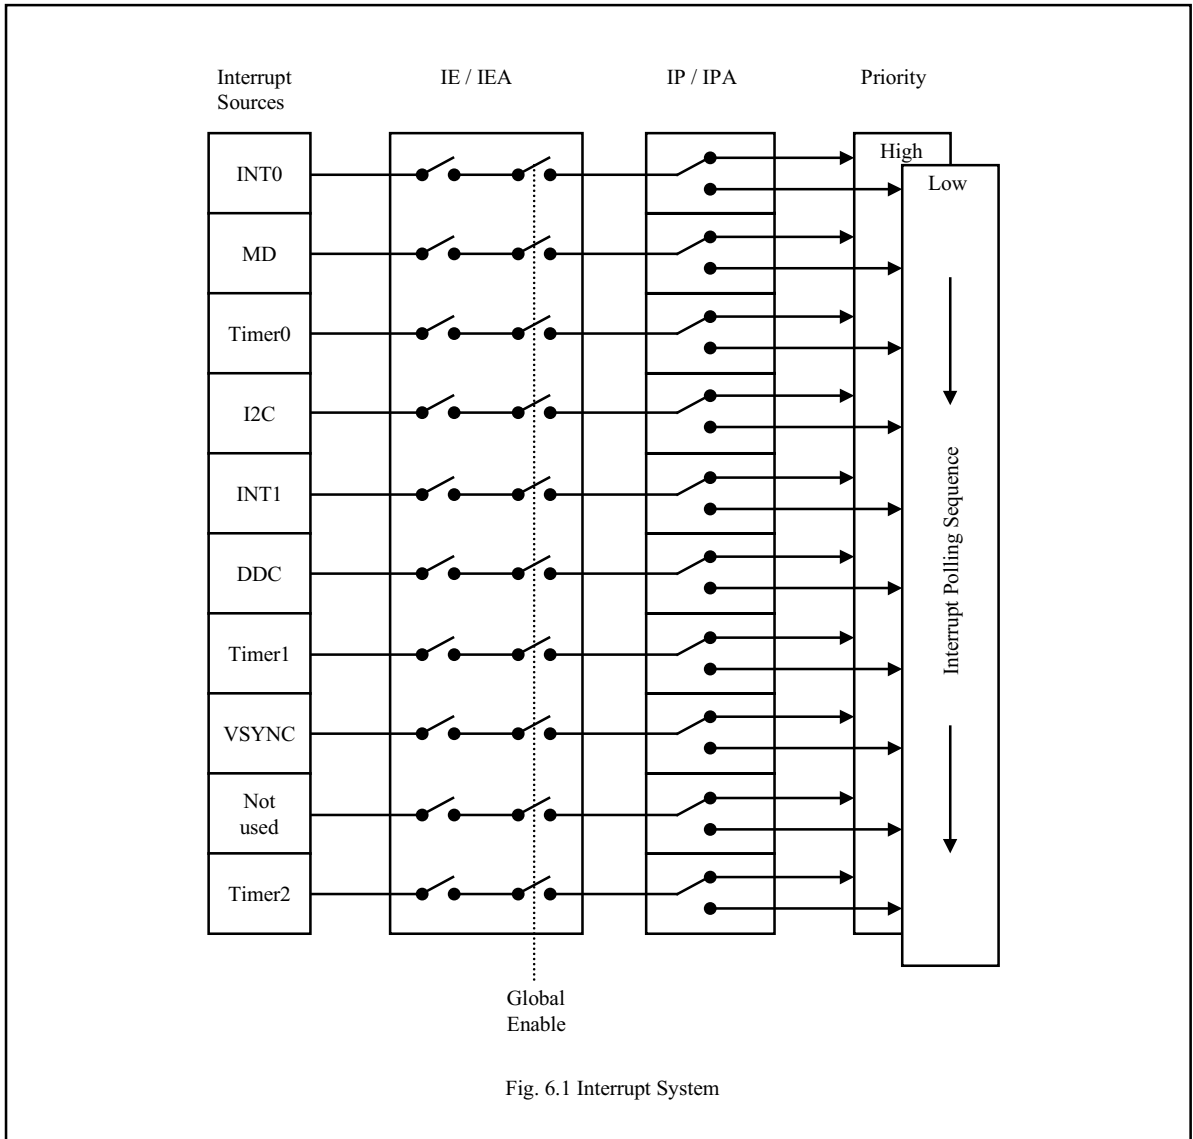 Interrupt
Sources
IE / IEA
IP / IPA
Priority
INT0
MD
Timer0
I2C
INT1
DDC
Timer1
VSYNC
Not
used
Timer2
High
Low
Interrupt Polling Sequence
Global
Enable
Fig. 6.1 Interrupt System